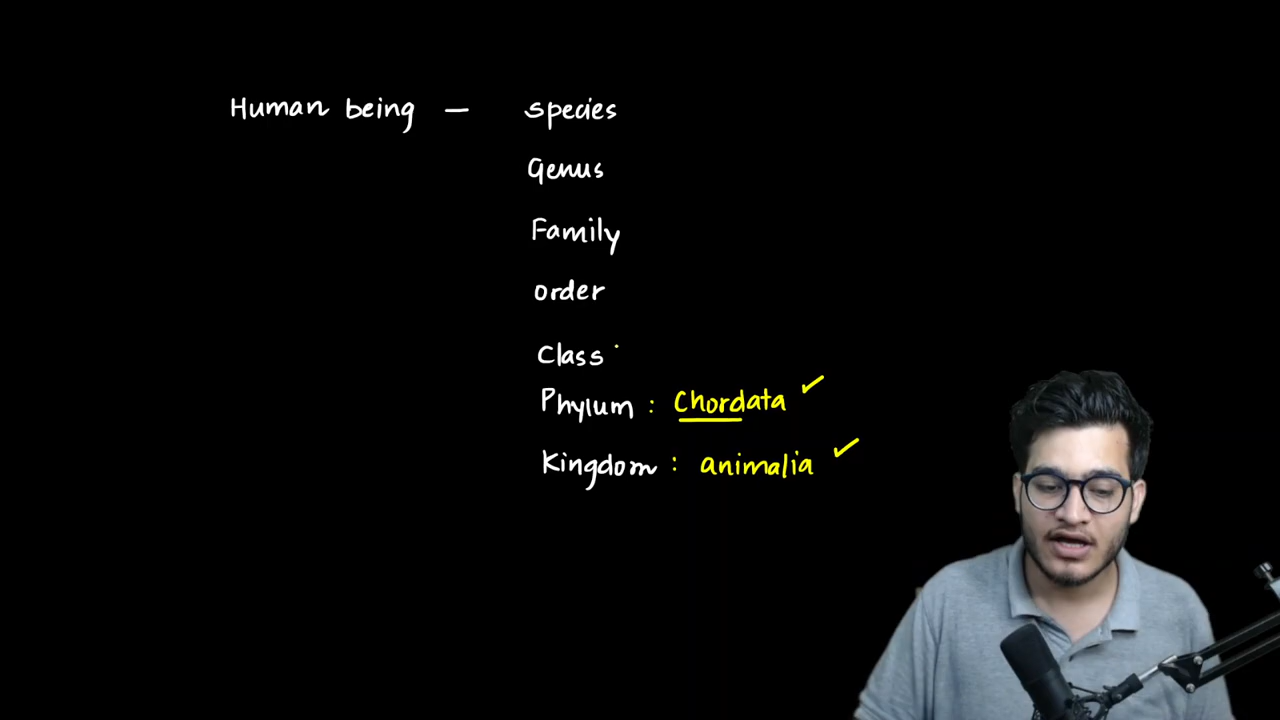 Human being — species
Genus
Family
order
Class
Phylum : Chordata ✓
Kingdom : animalia ✓